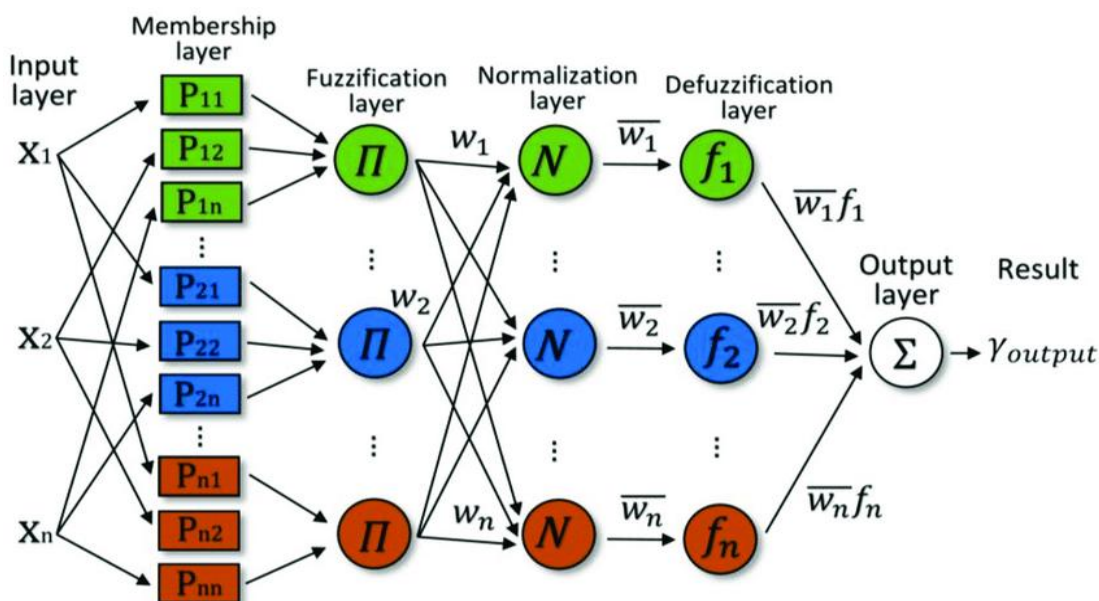 Input
layer
X₁
X₂
Xₙ
Membership
layer
P₁₁
P₁₂
P₁ₙ
⋮
P₂₁
P₂₂
P₂ₙ
⋮
Pₙ₁
Pₙ₂
Pₙₙ
Fuzzification
layer
Π
⋮
Π
⋮
Π
w₁
w₂
wₙ
Normalization
layer
N
⋮
N
⋮
N
w̅₁
w̅₂
w̅ₙ
Defuzzification
layer
f₁
⋮
f₂
⋮
fₙ
w̅₁f₁
w̅₂f₂
w̅ₙfₙ
Output
layer
Σ
Result
γₒᵤₜₚᵤₜ